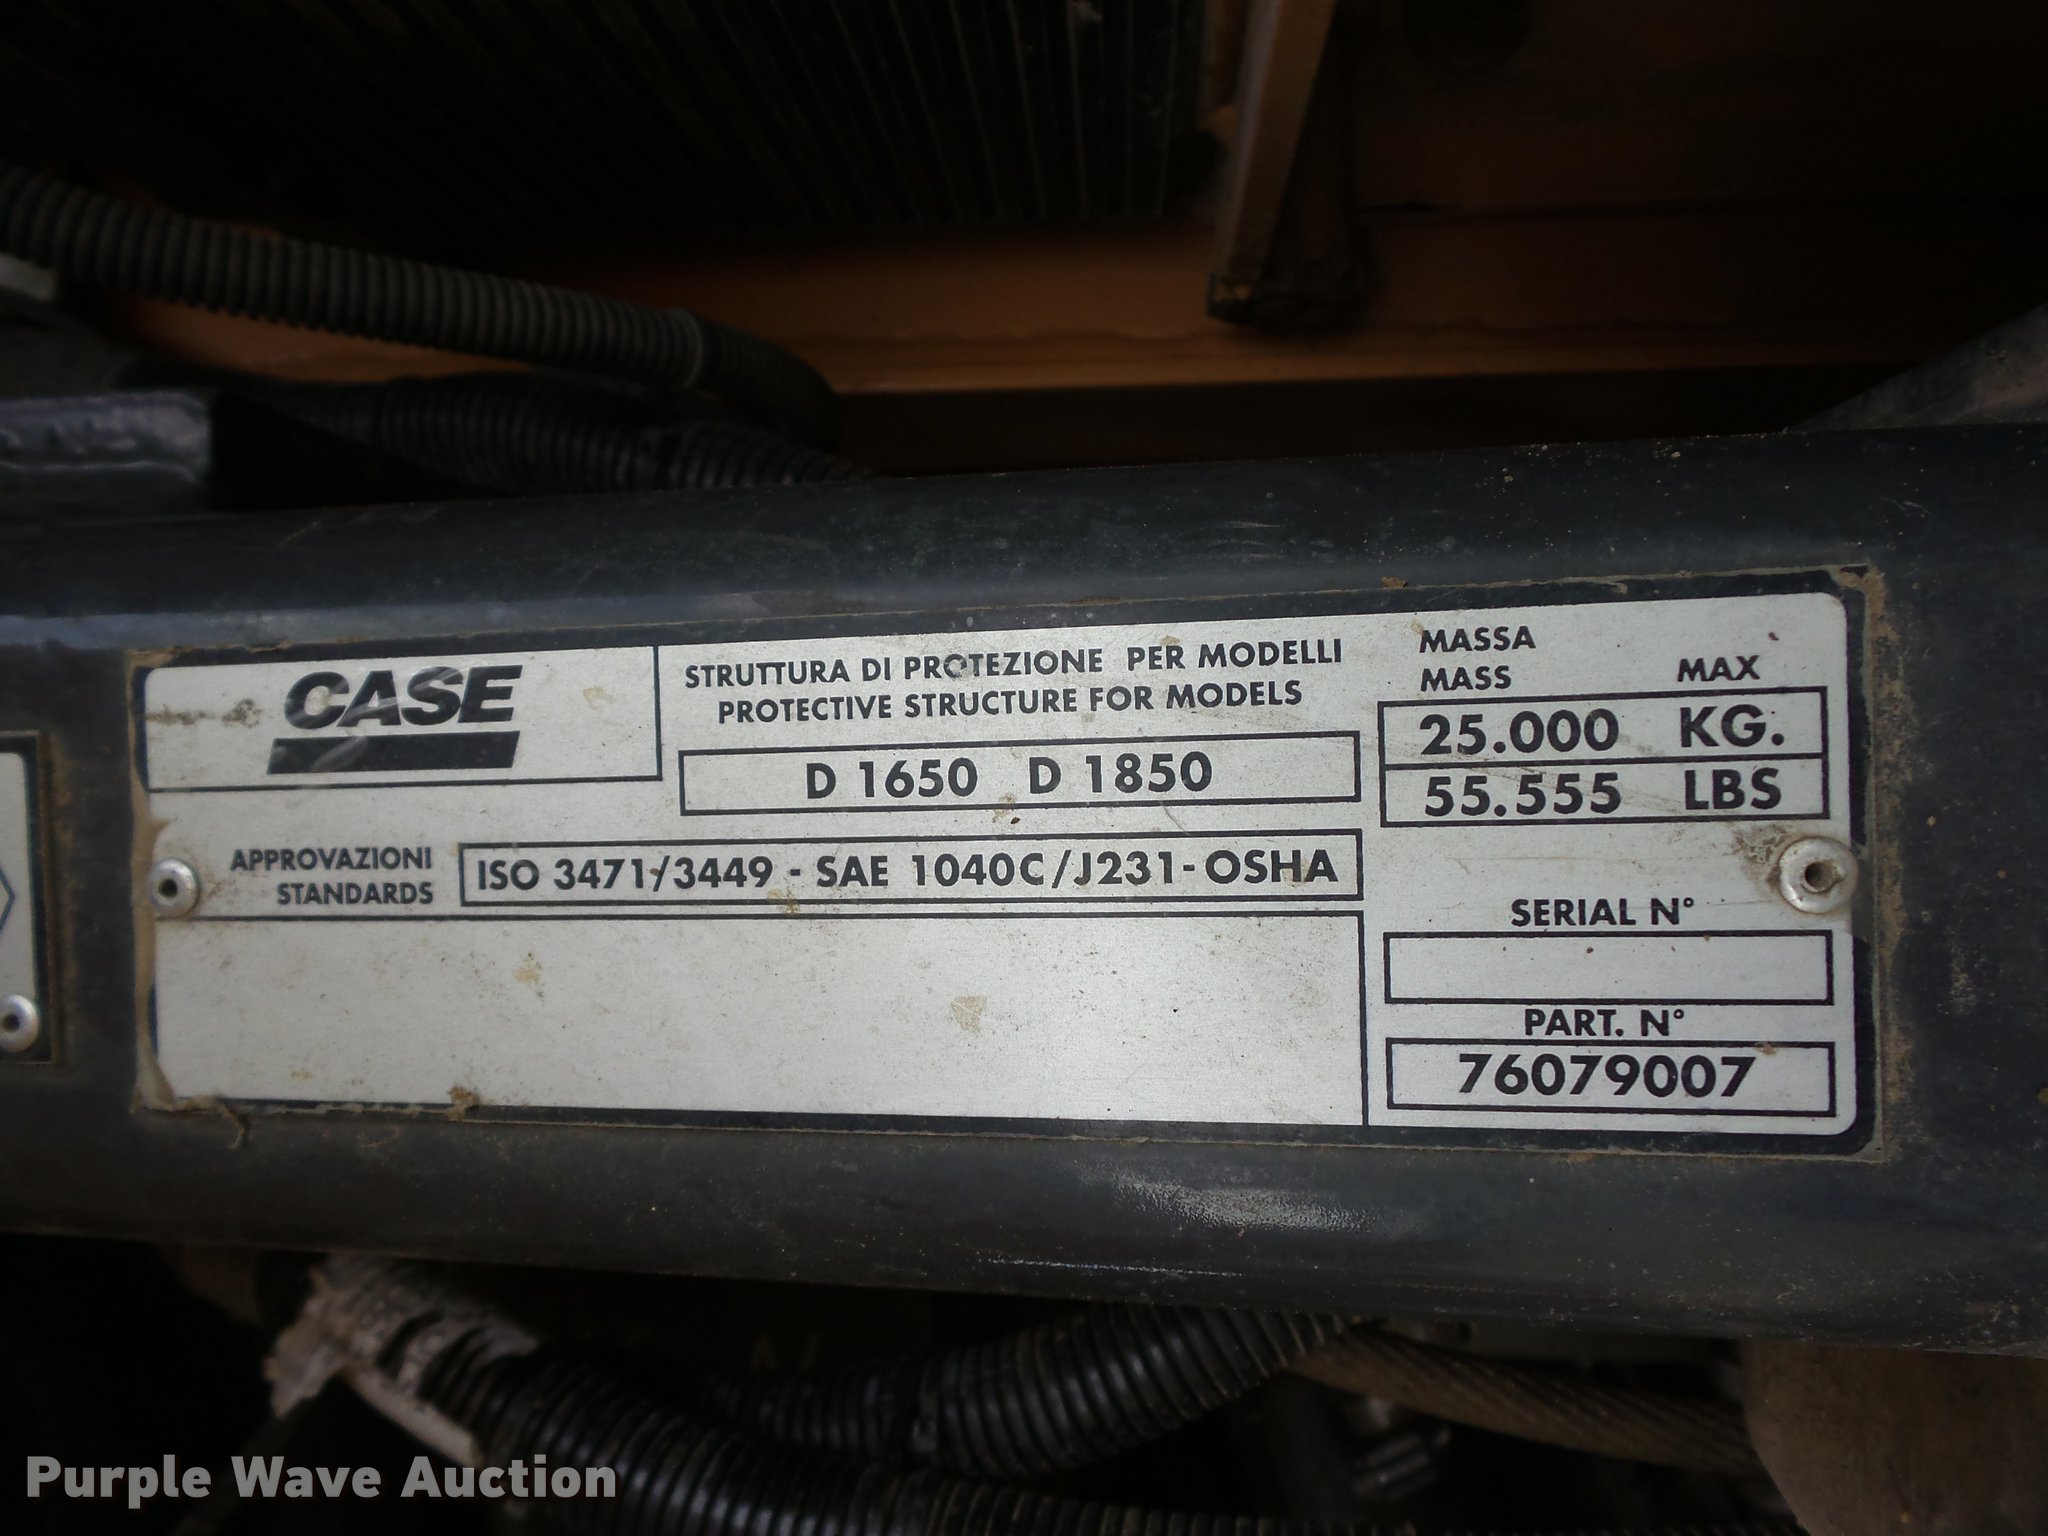 CASE
STRUTTURA DI PROTEZIONE PER MODELLI
PROTECTIVE STRUCTURE FOR MODELS
D 1650 D 1850
MASSA
MASS MAX
25.000 KG.
55.555 LBS
APPROVAZIONI
STANDARDS
ISO 3471/3449 - SAE 1040C/J231-OSHA
SERIAL N°
PART. N°
76079007
Purple Wave Auction